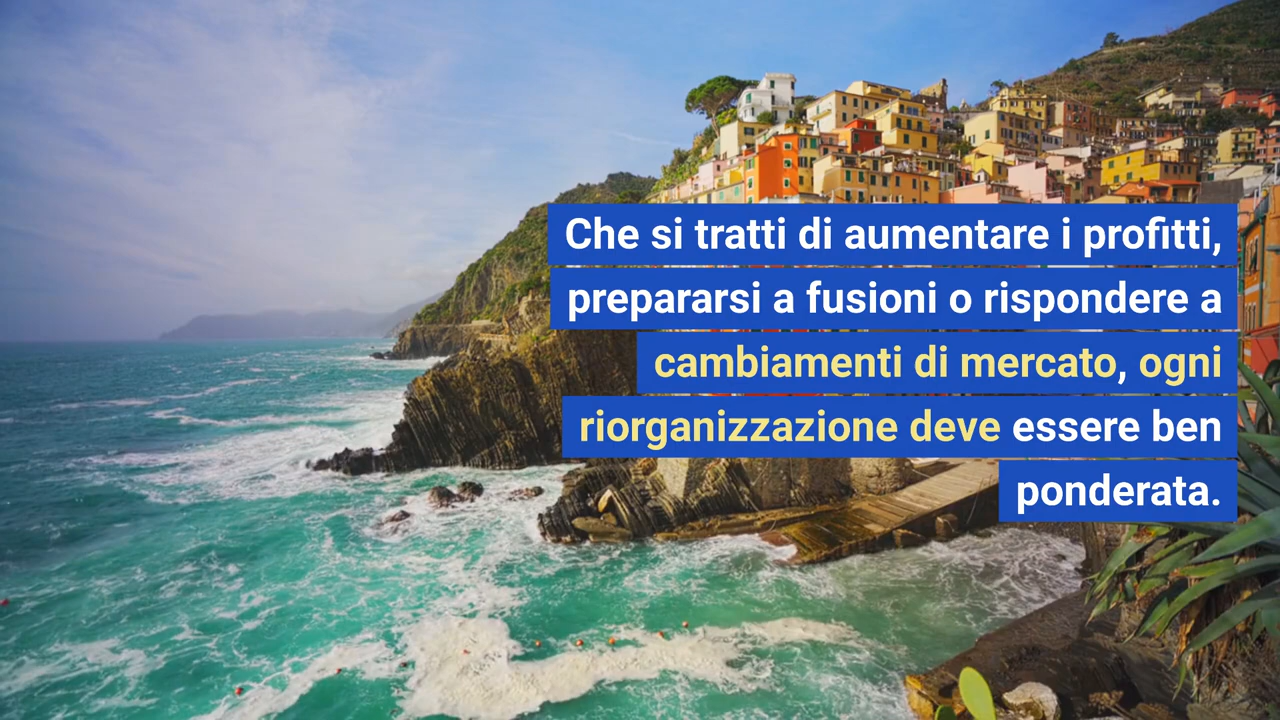 Che si tratti di aumentare i profitti,
prepararsi a fusioni o rispondere a
cambiamenti di mercato, ogni
riorganizzazione deve essere ben
ponderata.